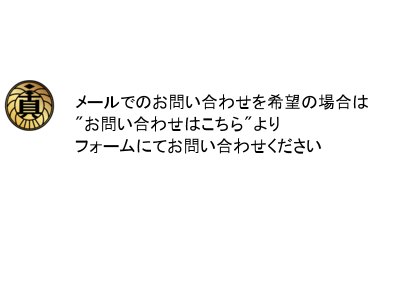 メールでのお問い合わせを希望の場合は
"お問い合わせはこちら"より
フォームにてお問い合わせください